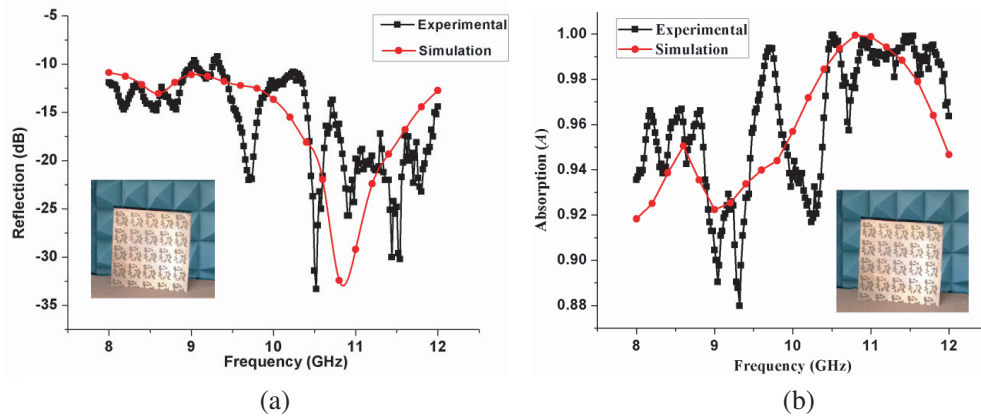 -5
-10
-15
-20
-25
-30
-35
Reflection (dB)
Experimental
Simulation
8 9 10 11 12
Frequency (GHz)
(a)
1.00
0.98
0.96
0.94
0.92
0.90
0.88
Absorption (A)
Experimental
Simulation
8 9 10 11 12
Frequency (GHz)
(b)